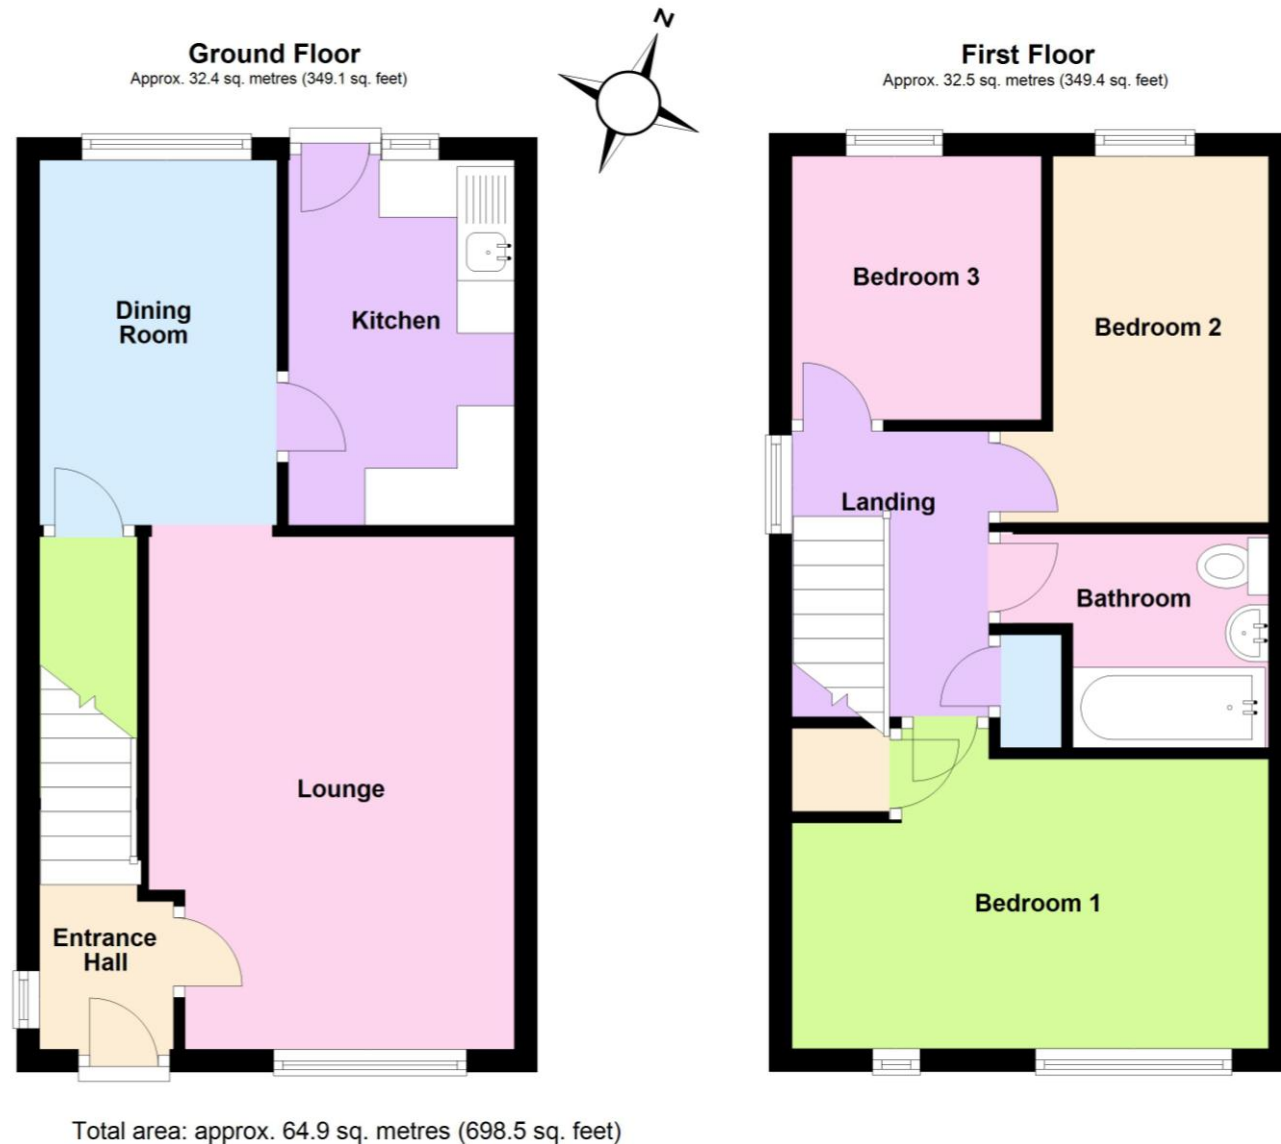 N
Ground Floor
Approx. 32.4 sq. metres (349.1 sq. feet)
Dining
Room
Kitchen
Lounge
Entrance
Hall
First Floor
Approx. 32.5 sq. metres (349.4 sq. feet)
Bedroom 3
Bedroom 2
Landing
Bathroom
Bedroom 1
Total area: approx. 64.9 sq. metres (698.5 sq. feet)